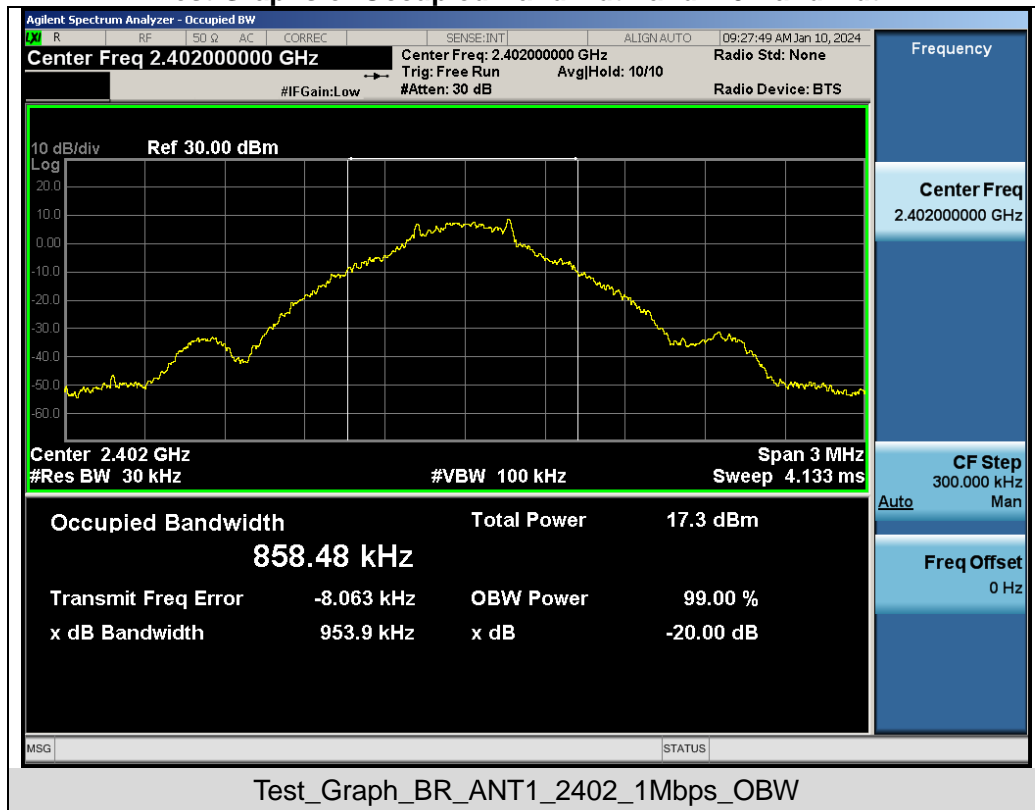 Agilent Spectrum Analyzer - Occupied BW
LXI R RF 50 Ω AC CORREC SENSE:INT ALIGN AUTO 09:27:49 AM Jan 10, 2024
Center Freq 2.402000000 GHz
Center Freq: 2.402000000 GHz Radio Std: None
Trig: Free Run Avg|Hold: 10/10
#IFGain:Low #Atten: 30 dB Radio Device: BTS
10 dB/div Ref 30.00 dBm
Log
20.0
10.0
0.00
-10.0
-20.0
-30.0
-40.0
-50.0
-60.0
Center 2.402 GHz Span 3 MHz
#Res BW 30 kHz #VBW 100 kHz Sweep 4.133 ms
Occupied Bandwidth Total Power 17.3 dBm
858.48 kHz
Transmit Freq Error -8.063 kHz OBW Power 99.00 %
x dB Bandwidth 953.9 kHz x dB -20.00 dB
MSG STATUS
Frequency
Center Freq
2.402000000 GHz
CF Step
300.000 kHz
Auto Man
Freq Offset
0 Hz
Test_Graph_BR_ANT1_2402_1Mbps_OBW